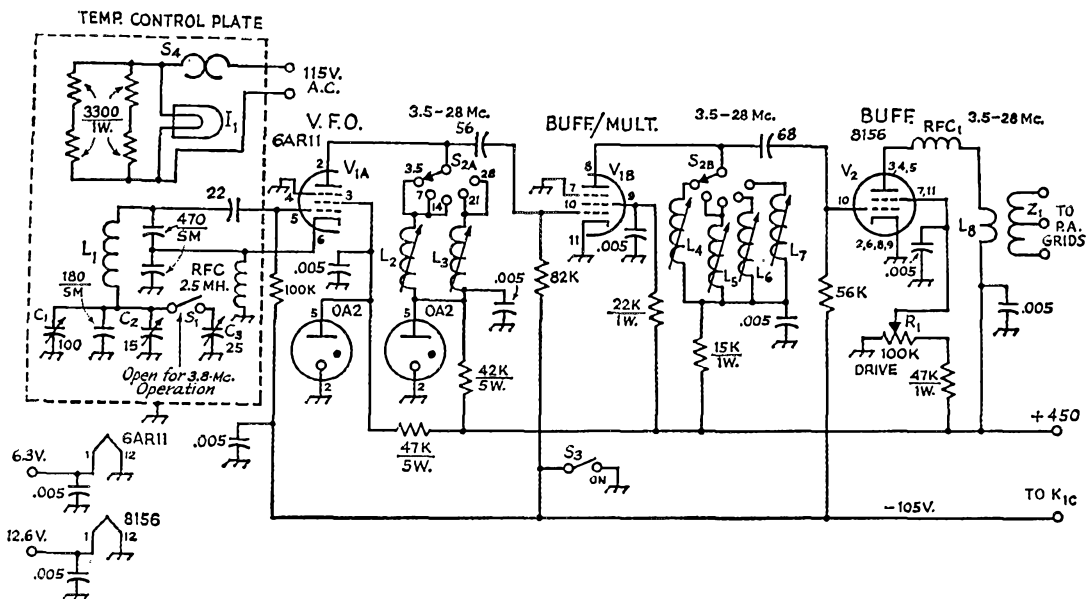 TEMP. CONTROL PLATE
S4
115V.
A.C.
3300
1W.
I1
V.F.O.
6AR11
V1A
2
4
3
5
6
3.5-28 Mc.
56
S2A
3.5
7
14
21
28
BUFF/MULT.
V1B
8
7
10
9
11
3.5-28 Mc.
68
S2B
BUFF.
8156
V2
3,4,5
7,11
10
2,6,8,9
RFC1
3.5-28 Mc.
Z1
TO
P.A.
GRIDS
L1
470
SM
22
180
SM
RFC
2.5 MH.
C1
100
C2
15
S1
C3
25
Open for 3.8-Mc.
Operation
100K
.005
L2
L3
.005
OA2
5
2
OA2
5
2
42K
5W.
82K
.005
22K
1W.
L4
L5
L6
L7
.005
15K
1W.
56K
.005
R1
100K
DRIVE
47K
1W.
L8
.005
.005
47K
5W.
S3
ON
+450
-105V.
TO K1C
6AR11
6.3V.
1
12
.005
8156
12.6V.
1
12
.005